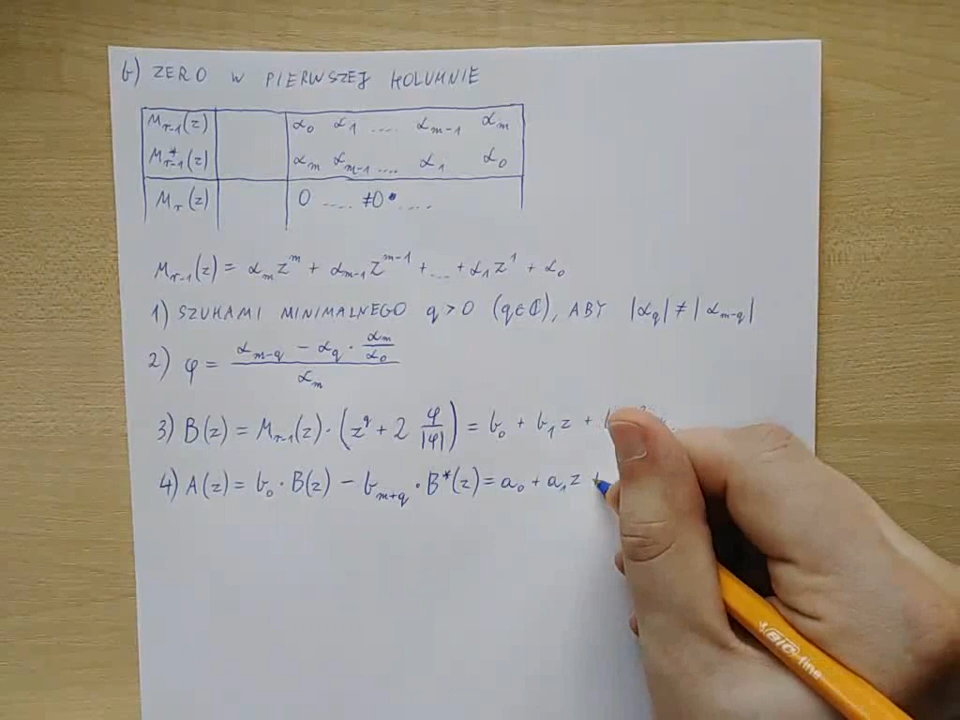 b) ZERO W PIERWSZEJ KOLUMNIE
M_{r-1}(z) α_0 α_1 .... α_{m-1} α_m
M^*_{r-1}(z) α_m α_{m-1} .... α_1 α_0
M_r(z) 0 .... ≠0 ....
M_{r-1}(z) = α_m z^m + α_{m-1} z^{m-1} + ... + α_1 z^1 + α_0
1) SZUKAMI MINIMALNEGO q > 0 (q∈ℂ), ABY |α_q| ≠ |α_{m-q}|
2) φ = (α_{m-q} - α_q · α_m/α_0) / α_m
3) B(z) = M_{r-1}(z) · (z^q + 2 φ/|φ|) = b_0 + b_1 z +
4) A(z) = b_0 · B(z) - b_{m+q} · B^*(z) = a_0 + a_1 z +
BIC fine